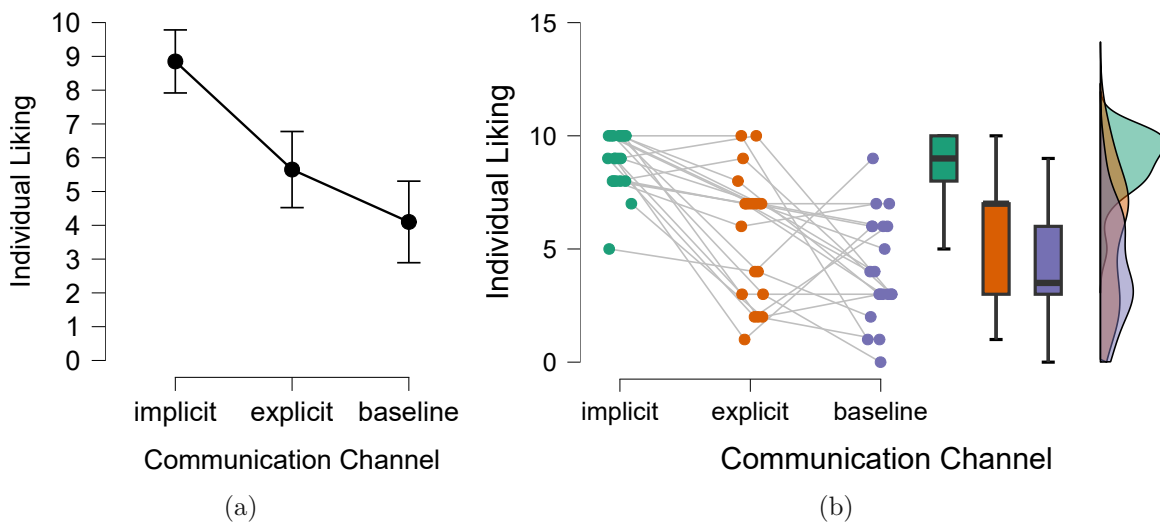 10
9
8
7
6
5
4
3
2
1
0
Individual Liking
implicit explicit baseline
Communication Channel
(a)
15
10
5
0
Individual Liking
implicit explicit baseline
Communication Channel
(b)